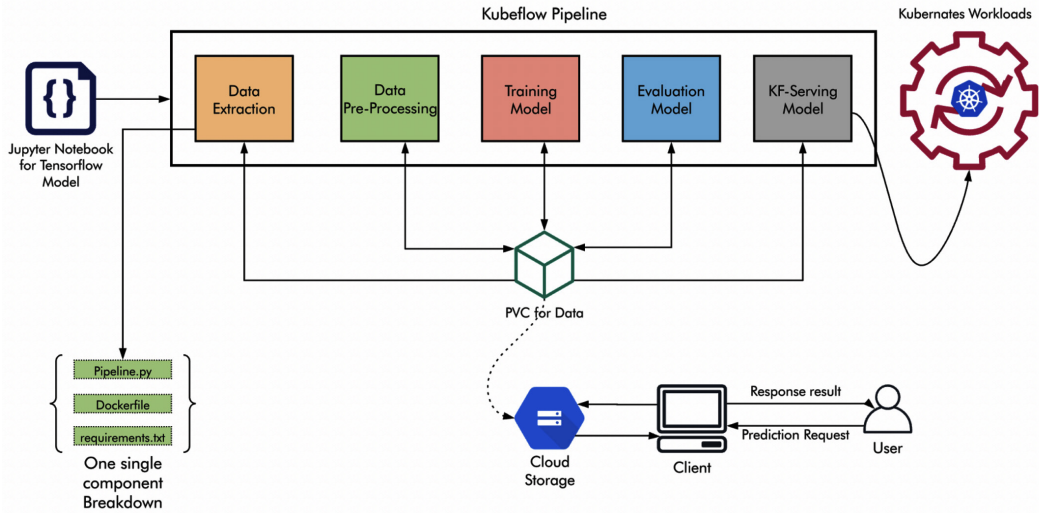 Kubeflow Pipeline
Kubernates Workloads
Data
Extraction
Data
Pre-Processing
Training
Model
Evaluation
Model
KF-Serving
Model
{}
Jupyter Notebook
for Tensorflow
Model
PVC for Data
Pipeline.py
Dockerfile
requirements.txt
One single
component
Breakdown
Cloud
Storage
Client
Response result
Prediction Request
User